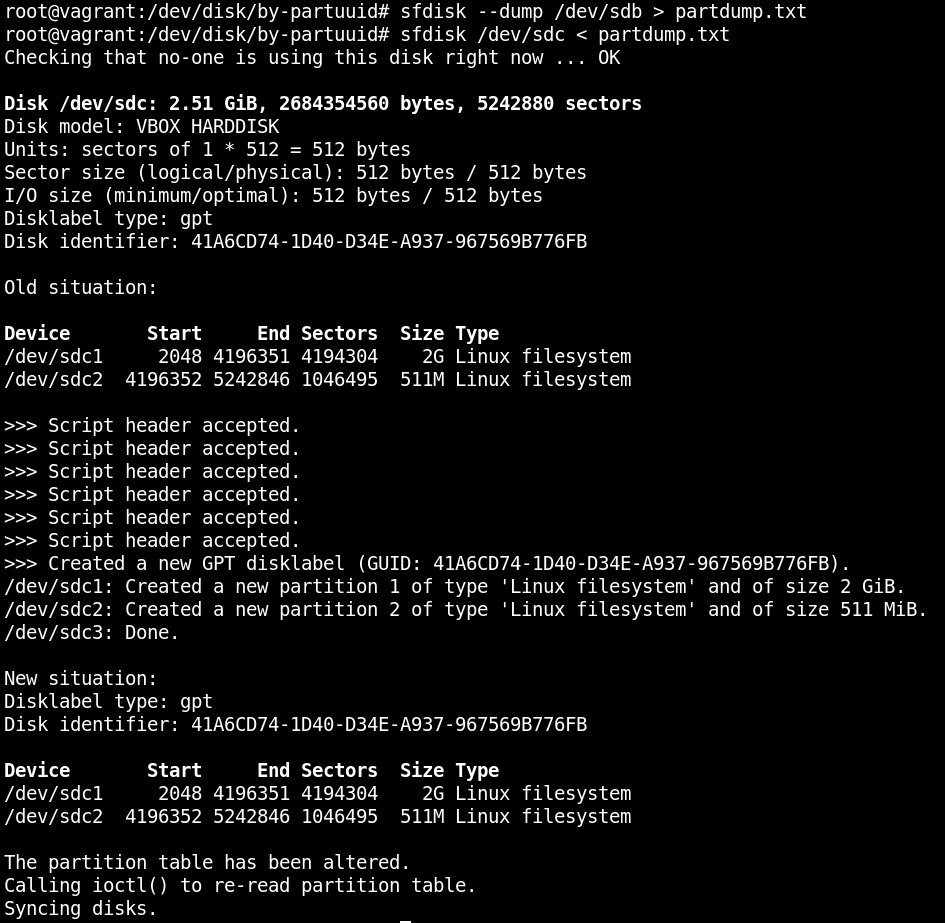 root@vagrant:/dev/disk/by-partuuid# sfdisk --dump /dev/sdb > partdump.txt
root@vagrant:/dev/disk/by-partuuid# sfdisk /dev/sdc < partdump.txt
Checking that no-one is using this disk right now ... OK

Disk /dev/sdc: 2.51 GiB, 2684354560 bytes, 5242880 sectors
Disk model: VBOX HARDDISK
Units: sectors of 1 * 512 = 512 bytes
Sector size (logical/physical): 512 bytes / 512 bytes
I/O size (minimum/optimal): 512 bytes / 512 bytes
Disklabel type: gpt
Disk identifier: 41A6CD74-1D40-D34E-A937-967569B776FB

Old situation:

Device       Start     End Sectors  Size Type
/dev/sdc1     2048 4196351 4194304    2G Linux filesystem
/dev/sdc2  4196352 5242846 1046495  511M Linux filesystem

>>> Script header accepted.
>>> Script header accepted.
>>> Script header accepted.
>>> Script header accepted.
>>> Script header accepted.
>>> Script header accepted.
>>> Created a new GPT disklabel (GUID: 41A6CD74-1D40-D34E-A937-967569B776FB).
/dev/sdc1: Created a new partition 1 of type 'Linux filesystem' and of size 2 GiB.
/dev/sdc2: Created a new partition 2 of type 'Linux filesystem' and of size 511 MiB.
/dev/sdc3: Done.

New situation:
Disklabel type: gpt
Disk identifier: 41A6CD74-1D40-D34E-A937-967569B776FB

Device       Start     End Sectors  Size Type
/dev/sdc1     2048 4196351 4194304    2G Linux filesystem
/dev/sdc2  4196352 5242846 1046495  511M Linux filesystem

The partition table has been altered.
Calling ioctl() to re-read partition table.
Syncing disks.